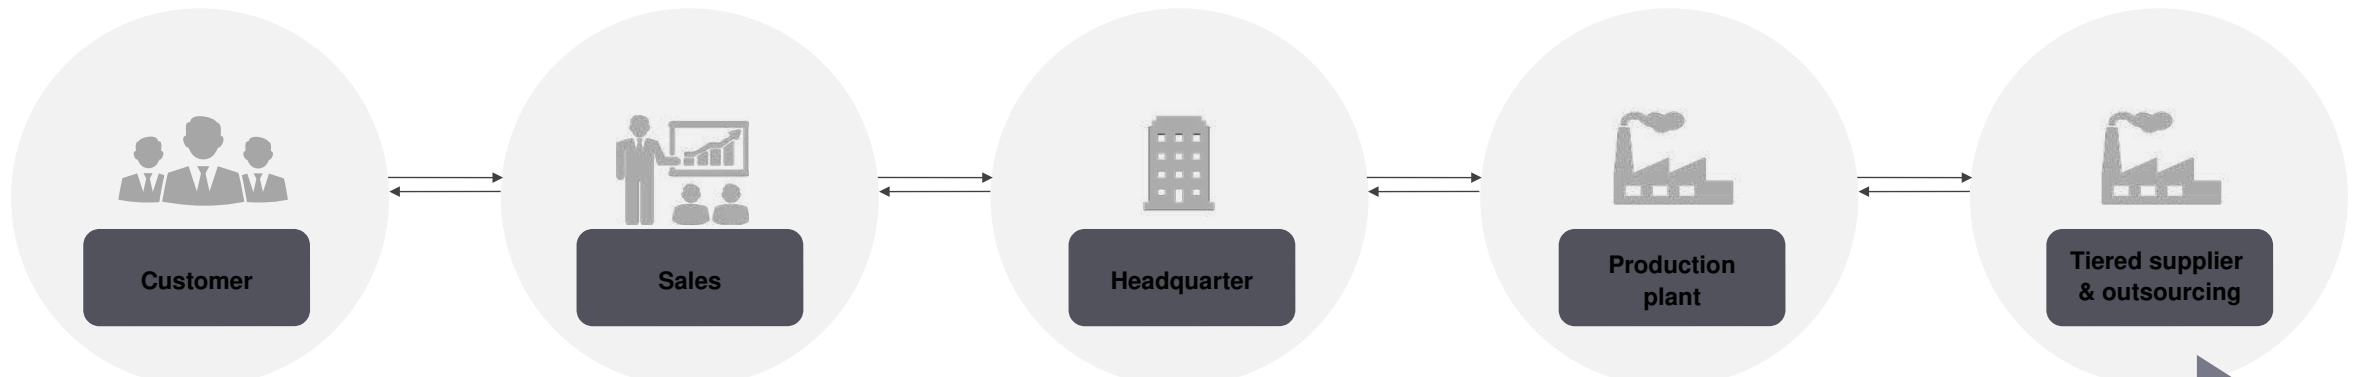 Customer
Sales
Headquarter
Production
plant
Tiered supplier
& outsourcing